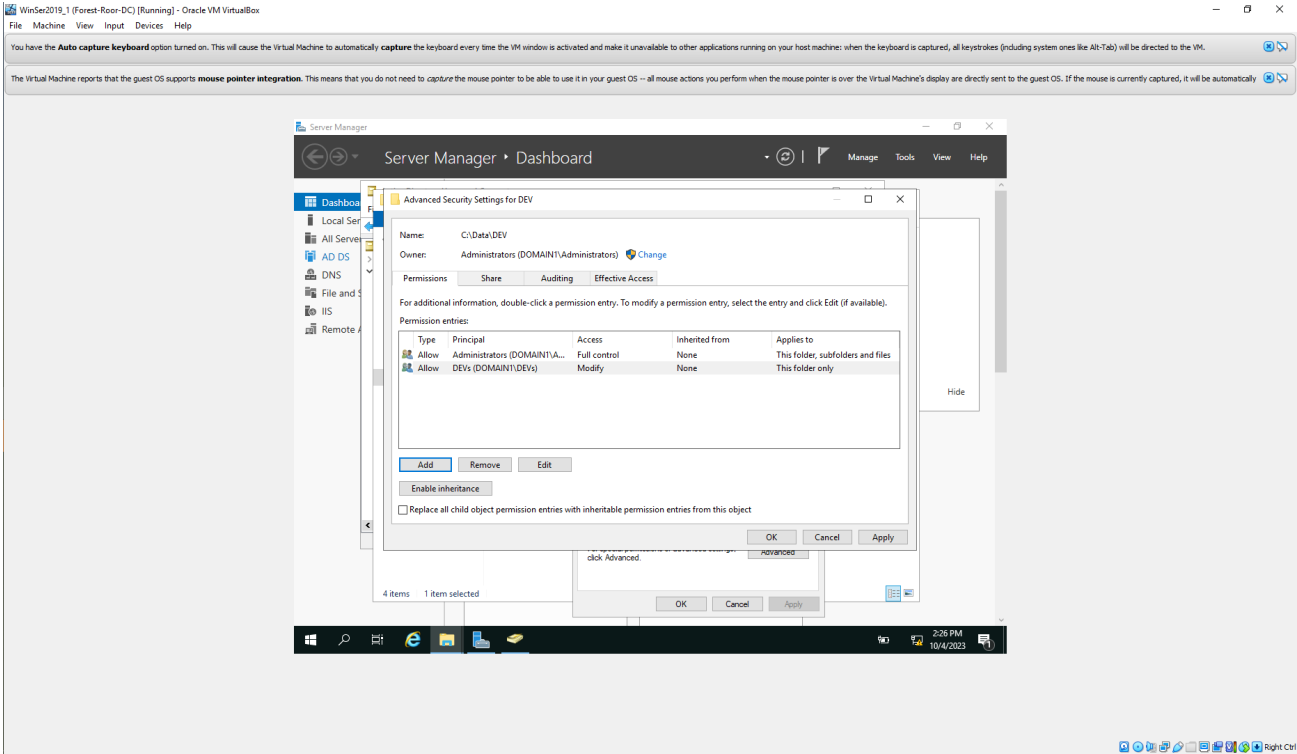 WinSer2019_1 (Forest-Roor-DC) [Running] - Oracle VM VirtualBox
File Machine View Input Devices Help
You have the Auto capture keyboard option turned on. This will cause the Virtual Machine to automatically capture the keyboard every time the VM window is activated and make it unavailable to other applications running on your host machine: when the keyboard is captured, all keystrokes (including system ones like Alt-Tab) will be directed to the VM.
The Virtual Machine reports that the guest OS supports mouse pointer integration. This means that you do not need to capture the mouse pointer to be able to use it in your guest OS -- all mouse actions you perform when the mouse pointer is over the Virtual Machine's display are directly sent to the guest OS. If the mouse is currently captured, it will be automatically
Server Manager
Server Manager • Dashboard
Manage Tools View Help
Dashboa
Local Ser
All Server
AD DS
DNS
File and S
IIS
Remote A
Advanced Security Settings for DEV
Name: C:\Data\DEV
Owner: Administrators (DOMAIN1\Administrators) Change
Permissions Share Auditing Effective Access
For additional information, double-click a permission entry. To modify a permission entry, select the entry and click Edit (if available).
Permission entries:
Type Principal Access Inherited from Applies to
Allow Administrators (DOMAIN1\A... Full control None This folder, subfolders and files
Allow DEVs (DOMAIN1\DEVs) Modify None This folder only
Hide
Add Remove Edit
Enable inheritance
Replace all child object permission entries with inheritable permission entries from this object
OK Cancel Apply
Advanced
click Advanced.
4 items 1 item selected
OK Cancel Apply
2:26 PM
10/4/2023
1
Right Ctrl